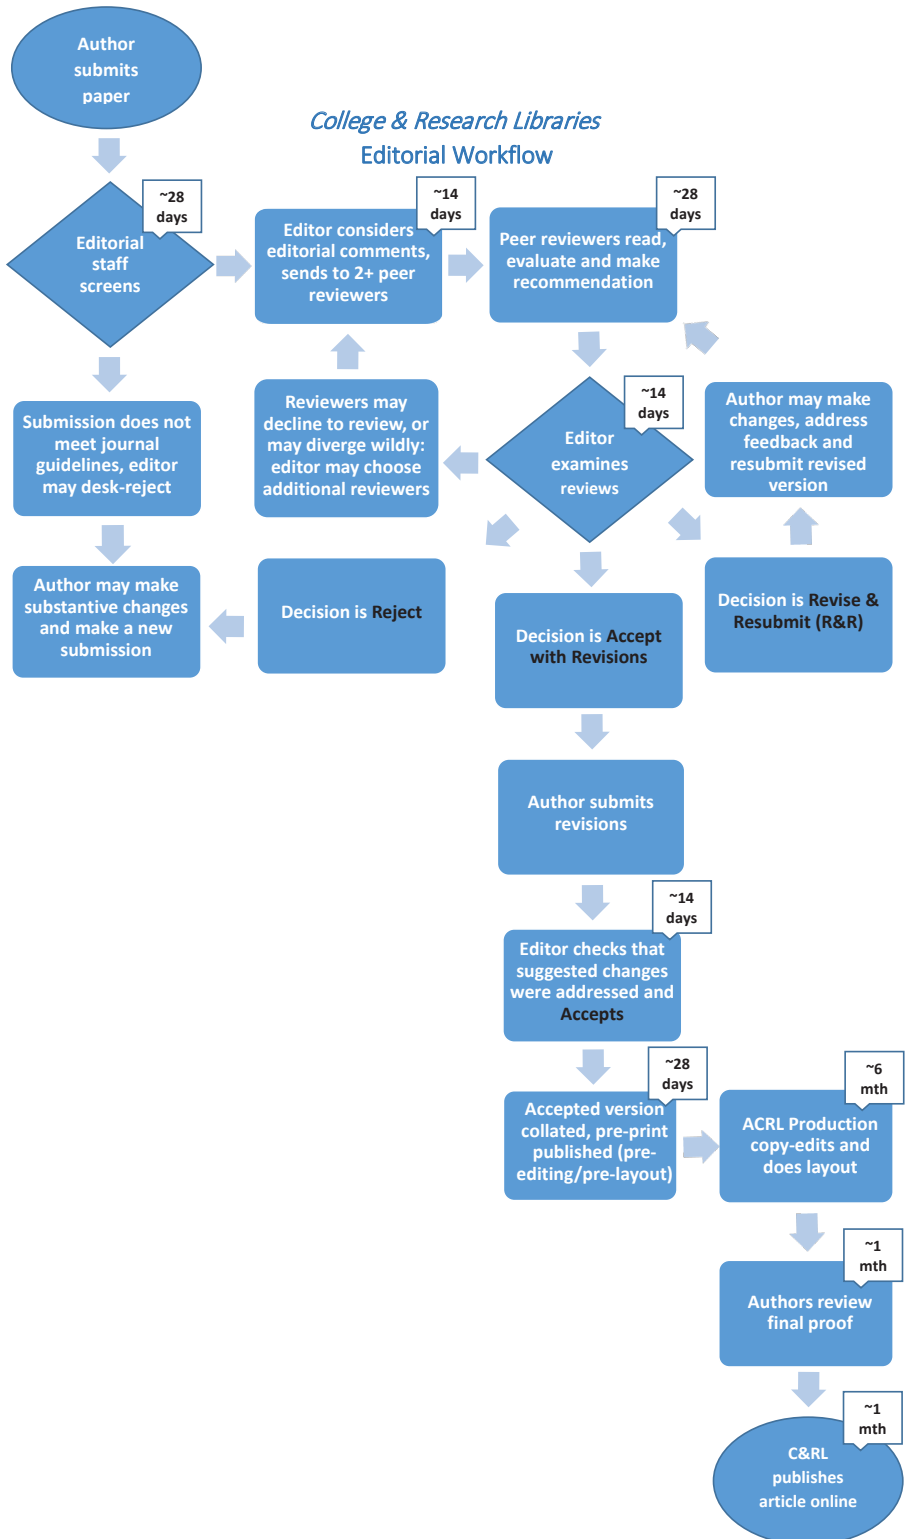 Author
submits
paper
College & Research Libraries
Editorial Workflow
~28
days
Editorial
staff
screens
~14
days
Editor considers
editorial comments,
sends to 2+ peer
reviewers
~28
days
Peer reviewers read,
evaluate and make
recommendation
Submission does not
meet journal
guidelines, editor
may desk-reject
Reviewers may
decline to review, or
may diverge wildly:
editor may choose
additional reviewers
~14
days
Editor
examines
reviews
Author may make
changes, address
feedback and
resubmit revised
version
Author may make
substantive changes
and make a new
submission
Decision is Reject
Decision is Accept
with Revisions
Decision is Revise &
Resubmit (R&R)
Author submits
revisions
~14
days
Editor checks that
suggested changes
were addressed and
Accepts
~28
days
Accepted version
collated, pre-print
published (pre-
editing/pre-layout)
~6
mth
ACRL Production
copy-edits and
does layout
~1
mth
Authors review
final proof
~1
mth
C&RL
publishes
article online